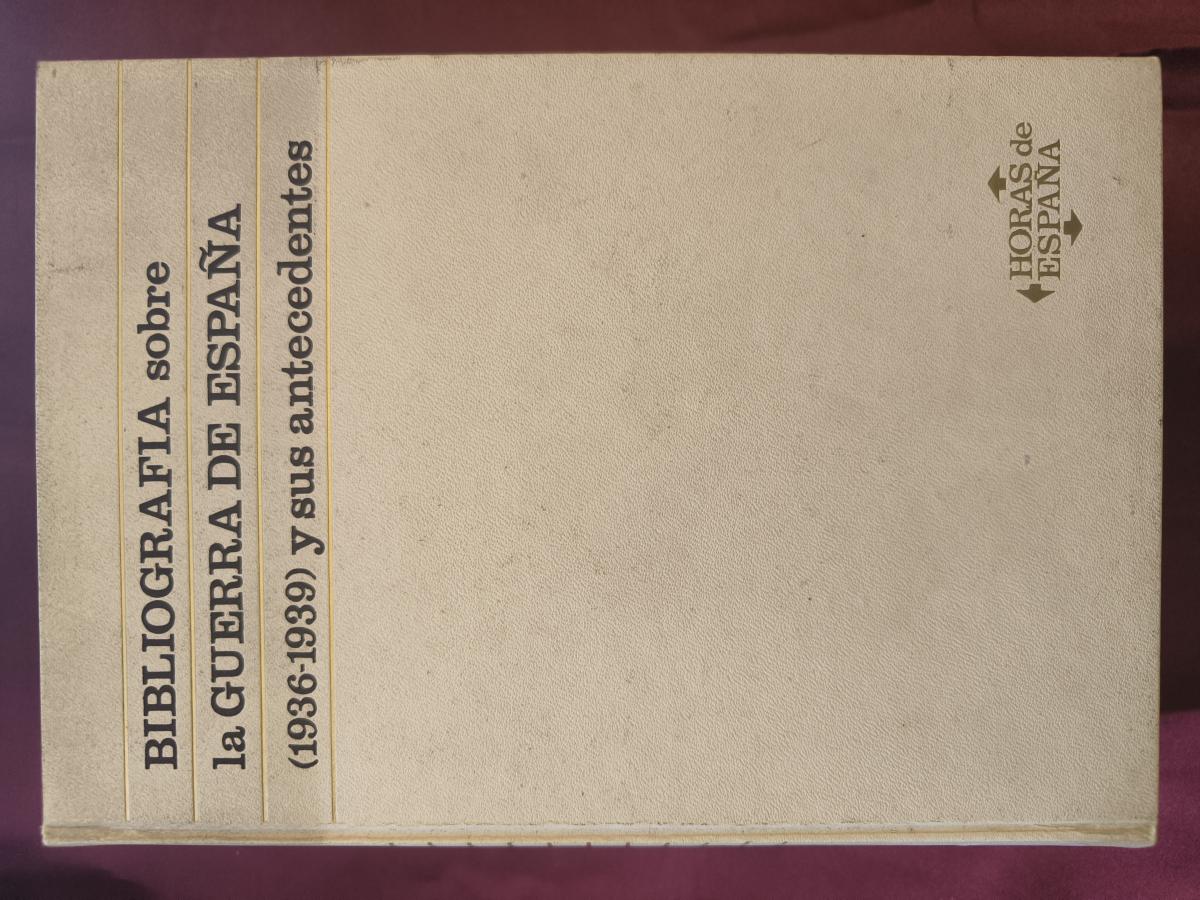 BIBLIOGRAFIA sobre
la GUERRA DE ESPAÑA
(1936-1939) y sus antecedentes
HORAS de
ESPAÑA